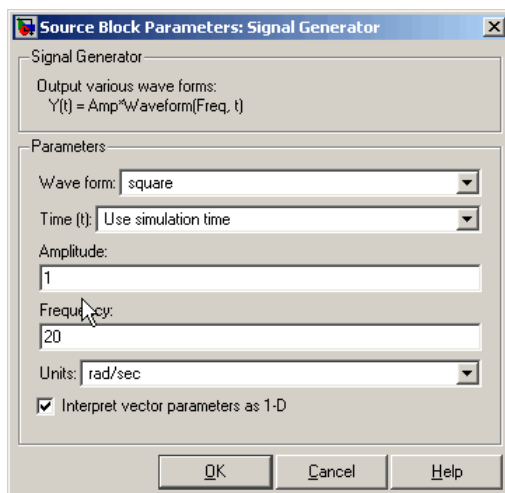 Source Block Parameters: Signal Generator
Signal Generator
Output various wave forms:
Y(t) = Amp*Waveform(Freq, t)
Parameters
Wave form: square
Time (t): Use simulation time
Amplitude:
1
Frequency:
20
Units: rad/sec
Interpret vector parameters as 1-D
OK Cancel Help